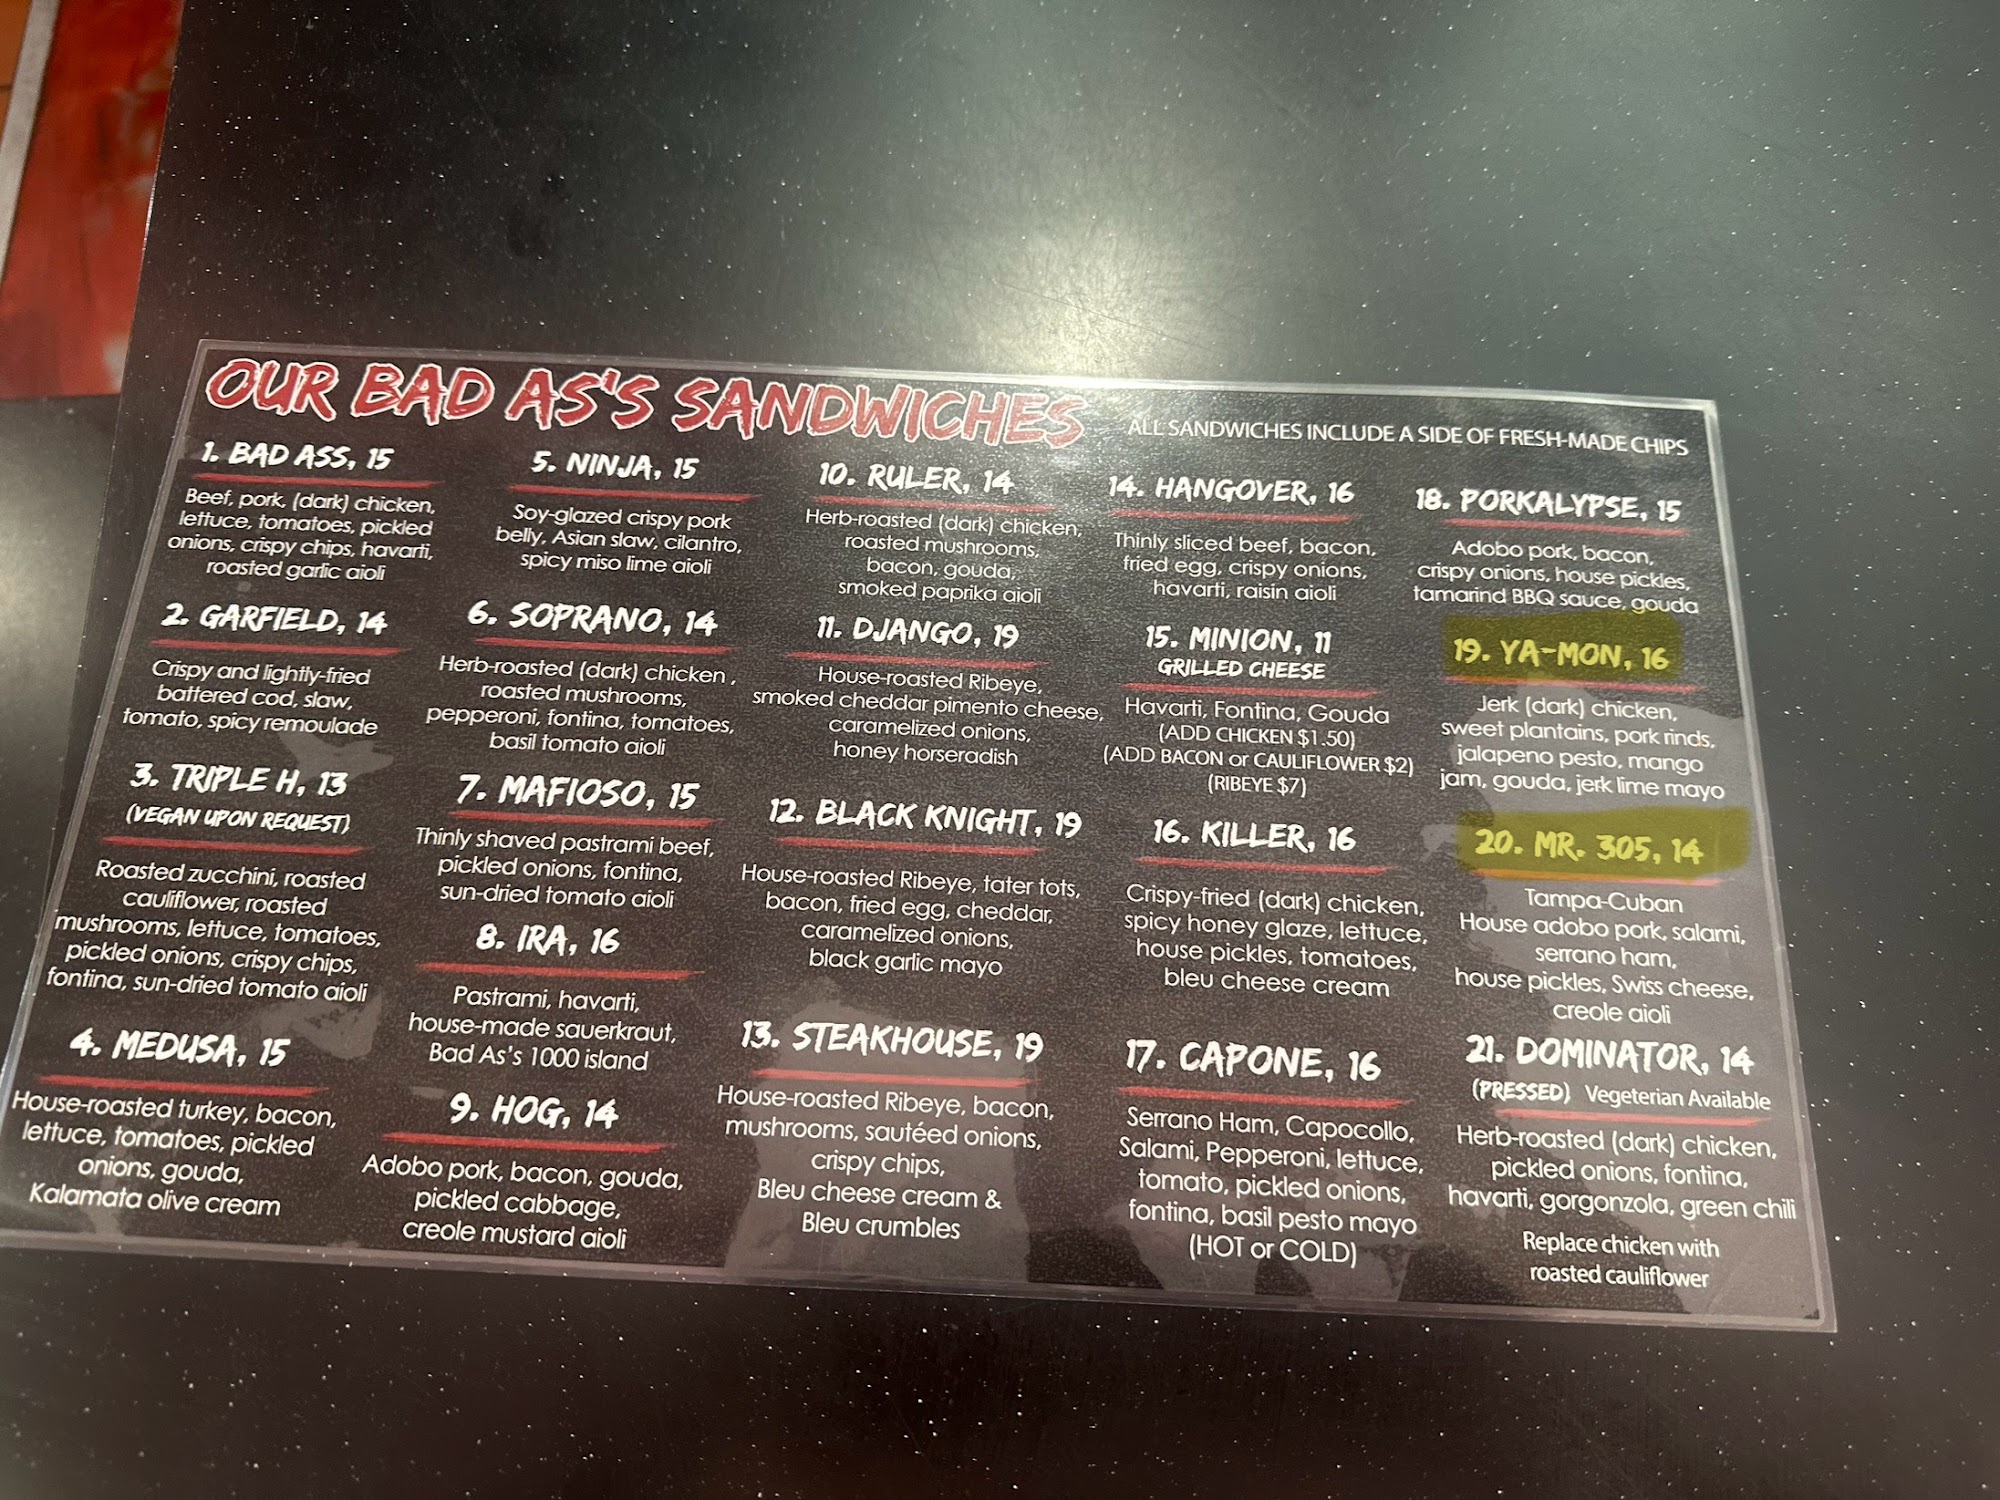 OUR BAD AS'S SANDWICHES
ALL SANDWICHES INCLUDE A SIDE OF FRESH-MADE CHIPS
1. BAD ASS, 15
Beef, pork, (dark) chicken,
lettuce, tomatoes, pickled
onions, crispy chips, havarti,
roasted garlic aioli
2. GARFIELD, 14
Crispy and lightly-fried
battered cod, slaw,
tomato, spicy remoulade
3. TRIPLE H, 13
(VEGAN UPON REQUEST)
Roasted zucchini, roasted
cauliflower, roasted
mushrooms, lettuce, tomatoes,
pickled onions, crispy chips,
fontina, sun-dried tomato aioli
4. MEDUSA, 15
House-roasted turkey, bacon,
lettuce, tomatoes, pickled
onions, gouda,
Kalamata olive cream
5. NINJA, 15
Soy-glazed crispy pork
belly, Asian slaw, cilantro,
spicy miso lime aioli
6. SOPRANO, 14
Herb-roasted (dark) chicken ,
roasted mushrooms,
pepperoni, fontina, tomatoes,
basil tomato aioli
7. MAFIOSO, 15
Thinly shaved pastrami beef,
pickled onions, fontina,
sun-dried tomato aioli
8. IRA, 16
Pastrami, havarti,
house-made sauerkraut,
Bad As's 1000 island
9. HOG, 14
Adobo pork, bacon, gouda,
pickled cabbage,
creole mustard aioli
10. RULER, 14
Herb-roasted (dark) chicken,
roasted mushrooms,
bacon, gouda,
smoked paprika aioli
11. DJANGO, 19
House-roasted Ribeye,
smoked cheddar pimento cheese,
caramelized onions,
honey horseradish
12. BLACK KNIGHT, 19
House-roasted Ribeye, tater tots,
bacon, fried egg, cheddar,
caramelized onions,
black garlic mayo
13. STEAKHOUSE, 19
House-roasted Ribeye, bacon,
mushrooms, sautéed onions,
crispy chips,
Bleu cheese cream &
Bleu crumbles
14. HANGOVER, 16
Thinly sliced beef, bacon,
fried egg, crispy onions,
havarti, raisin aioli
15. MINION, 11
GRILLED CHEESE
Havarti, Fontina, Gouda
(ADD CHICKEN $1.50)
(ADD BACON or CAULIFLOWER $2)
(RIBEYE $7)
16. KILLER, 16
Crispy-fried (dark) chicken,
spicy honey glaze, lettuce,
house pickles, tomatoes,
bleu cheese cream
17. CAPONE, 16
Serrano Ham, Capocollo,
Salami, Pepperoni, lettuce,
tomato, pickled onions,
fontina, basil pesto mayo
(HOT or COLD)
18. PORKALYPSE, 15
Adobo pork, bacon,
crispy onions, house pickles,
tamarind BBQ sauce, gouda
19. YA-MON, 16
Jerk (dark) chicken,
sweet plantains, pork rinds,
jalapeno pesto, mango
jam, gouda, jerk lime mayo
20. MR. 305, 14
Tampa-Cuban
House adobo pork, salami,
serrano ham,
house pickles, Swiss cheese,
creole aioli
21. DOMINATOR, 14
(PRESSED) Vegeterian Available
Herb-roasted (dark) chicken,
pickled onions, fontina,
havarti, gorgonzola, green chili
Replace chicken with
roasted cauliflower